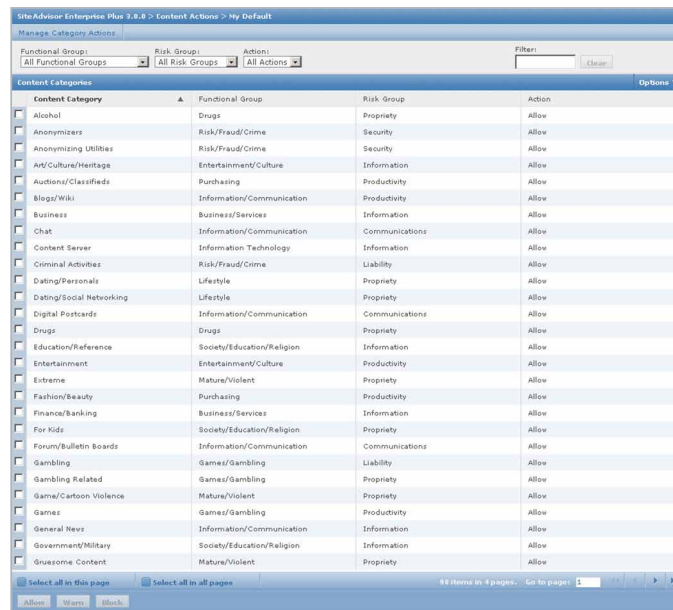 SiteAdvisor Enterprise Plus 3.0.0 > Content Actions > My Default
Manage Category Actions
Functional Group: Risk Group: Action: Filter:
All Functional Groups All Risk Groups All Actions Clear
Content Categories Options
Content Category Functional Group Risk Group Action
Alcohol Drugs Propriety Allow
Anonymizers Risk/Fraud/Crime Security Allow
Anonymizing Utilities Risk/Fraud/Crime Security Allow
Art/Culture/Heritage Entertainment/Culture Information Allow
Auctions/Classifieds Purchasing Productivity Allow
Blogs/Wiki Information/Communication Productivity Allow
Business Business/Services Information Allow
Chat Information/Communication Communications Allow
Content Server Information Technology Information Allow
Criminal Activities Risk/Fraud/Crime Liability Allow
Dating/Personals Lifestyle Propriety Allow
Dating/Social Networking Lifestyle Propriety Allow
Digital Postcards Information/Communication Communications Allow
Drugs Drugs Propriety Allow
Education/Reference Society/Education/Religion Information Allow
Entertainment Entertainment/Culture Productivity Allow
Extreme Mature/Violent Propriety Allow
Fashion/Beauty Purchasing Productivity Allow
Finance/Banking Business/Services Information Allow
For Kids Society/Education/Religion Propriety Allow
Forum/Bulletin Boards Information/Communication Communications Allow
Gambling Games/Gambling Liability Allow
Gambling Related Games/Gambling Propriety Allow
Game/Cartoon Violence Mature/Violent Propriety Allow
Games Games/Gambling Productivity Allow
General News Information/Communication Information Allow
Government/Military Society/Education/Religion Information Allow
Gruesome Content Mature/Violent Propriety Allow
Select all in this page Select all in all pages items in 4 pages. Go to page: 1
Allow Warn Block